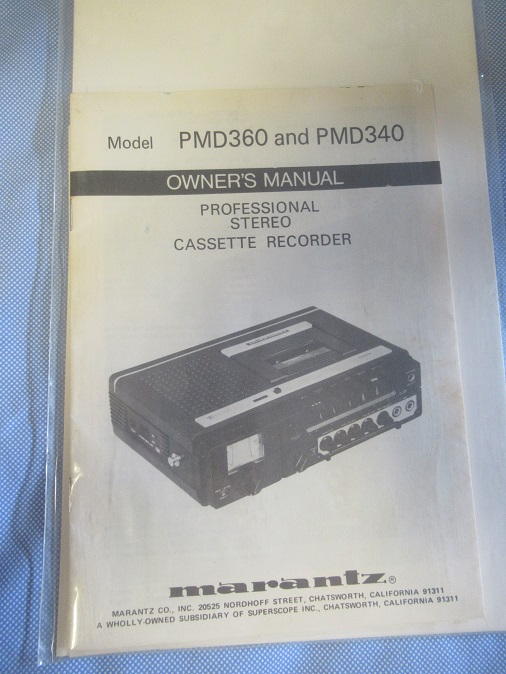 Model PMD360 and PMD340
OWNER'S MANUAL
PROFESSIONAL
STEREO
CASSETTE RECORDER
marantz®
MARANTZ CO., INC. 20525 NORDHOFF STREET, CHATSWORTH, CALIFORNIA 91311
A WHOLLY-OWNED SUBSIDIARY OF SUPERSCOPE INC., CHATSWORTH, CALIFORNIA 91311